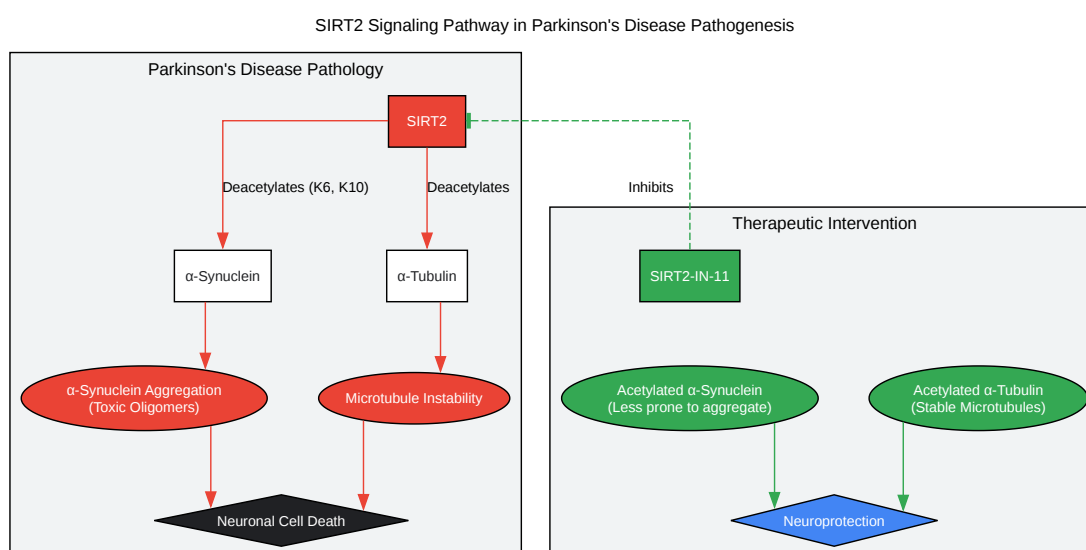 SIRT2 Signaling Pathway in Parkinson's Disease Pathogenesis
Parkinson's Disease Pathology
SIRT2
Deacetylates (K6, K10)
Deacetylates
Inhibits
Therapeutic Intervention
α-Synuclein
α-Tubulin
SIRT2-IN-11
α-Synuclein Aggregation
(Toxic Oligomers)
Microtubule Instability
Acetylated α-Synuclein
(Less prone to aggregate)
Acetylated α-Tubulin
(Stable Microtubules)
Neuronal Cell Death
Neuroprotection